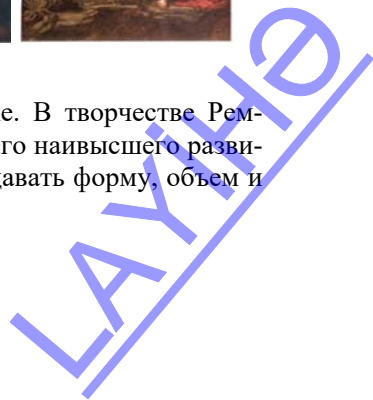 е. В творчестве Рем-
го наивысшего разви-
давать форму, объем и
LAYİHƏ